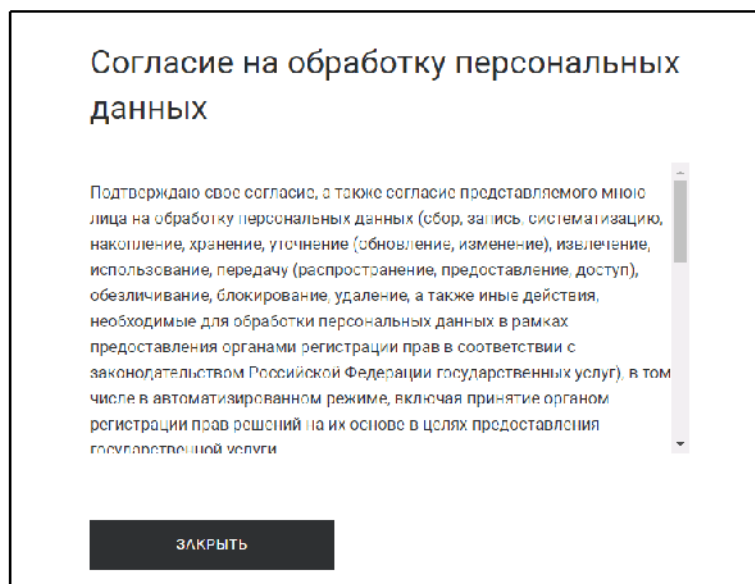 Согласие на обработку персональных
данных
Подтверждаю свое согласие, а также согласие представляемого мною
лица на обработку персональных данных (сбор, запись, систематизацию,
накопление, хранение, уточнение (обновление, изменение), извлечение,
использование, передачу (распространение, предоставление, доступ),
обезличивание, блокирование, удаление, а также иные действия,
необходимые для обработки персональных данных в рамках
предоставления органами регистрации прав в соответствии с
законодательством Российской Федерации государственных услуг), в том
числе в автоматизированном режиме, включая принятие органом
регистрации прав решений на их основе в целях предоставления
государственной услуги
ЗАКРЫТЬ